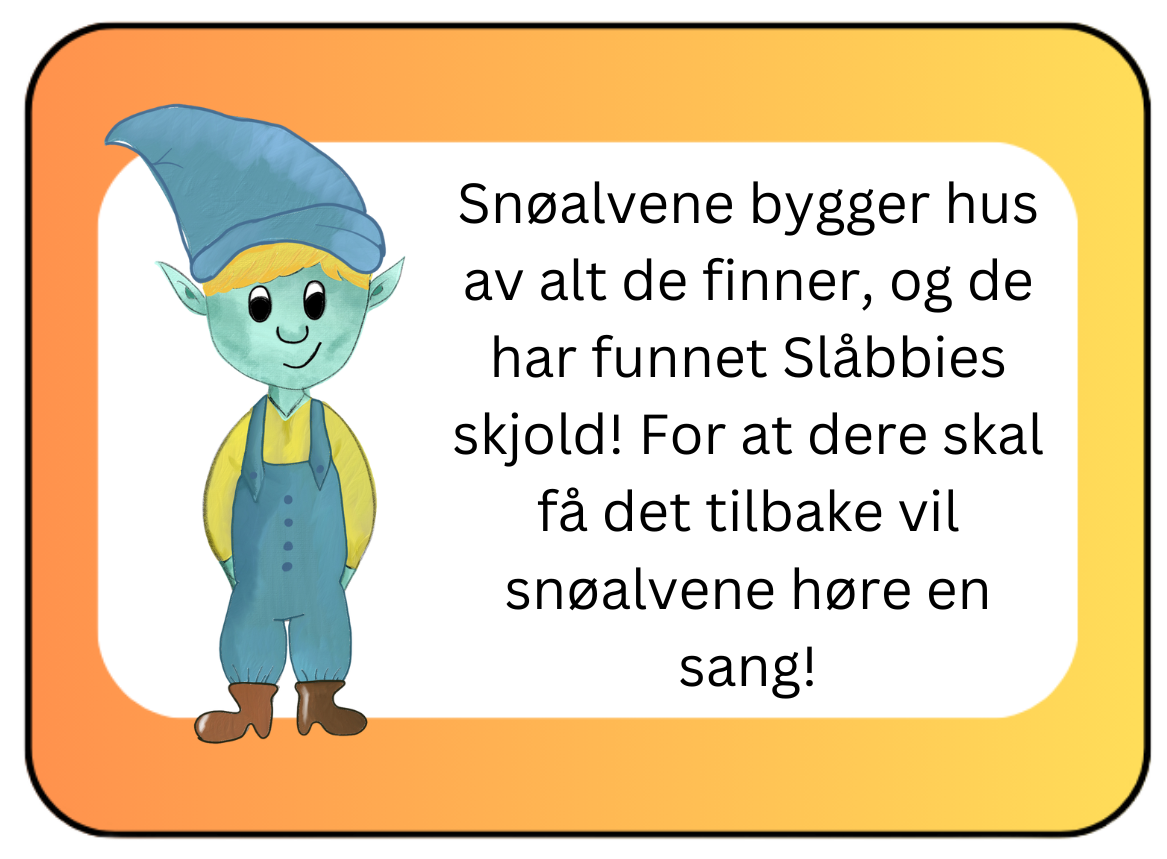 Snøalvene bygger hus
av alt de finner, og de
har funnet Slåbbies
skjold! For at dere skal
få det tilbake vil
snøalvene høre en
sang!